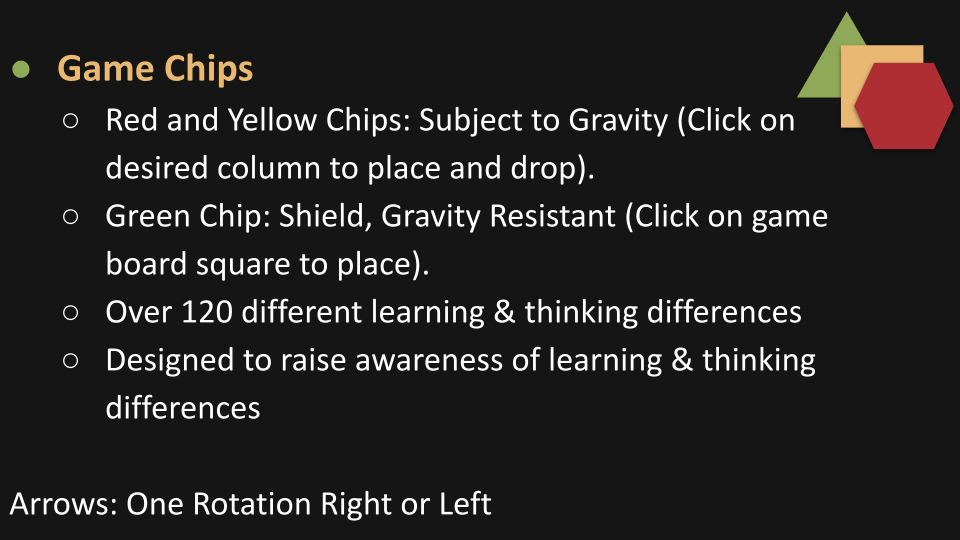 ● Game Chips
○ Red and Yellow Chips: Subject to Gravity (Click on
desired column to place and drop).
○ Green Chip: Shield, Gravity Resistant (Click on game
board square to place).
○ Over 120 different learning & thinking differences
○ Designed to raise awareness of learning & thinking
differences
Arrows: One Rotation Right or Left